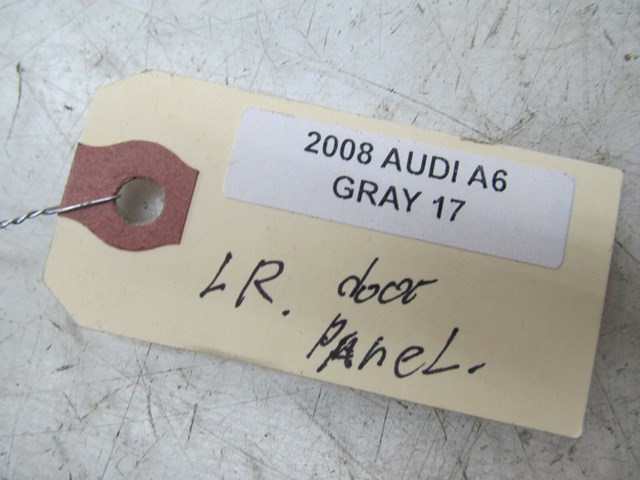 2008 AUDI A6
GRAY 17
LR. door
PAneL.